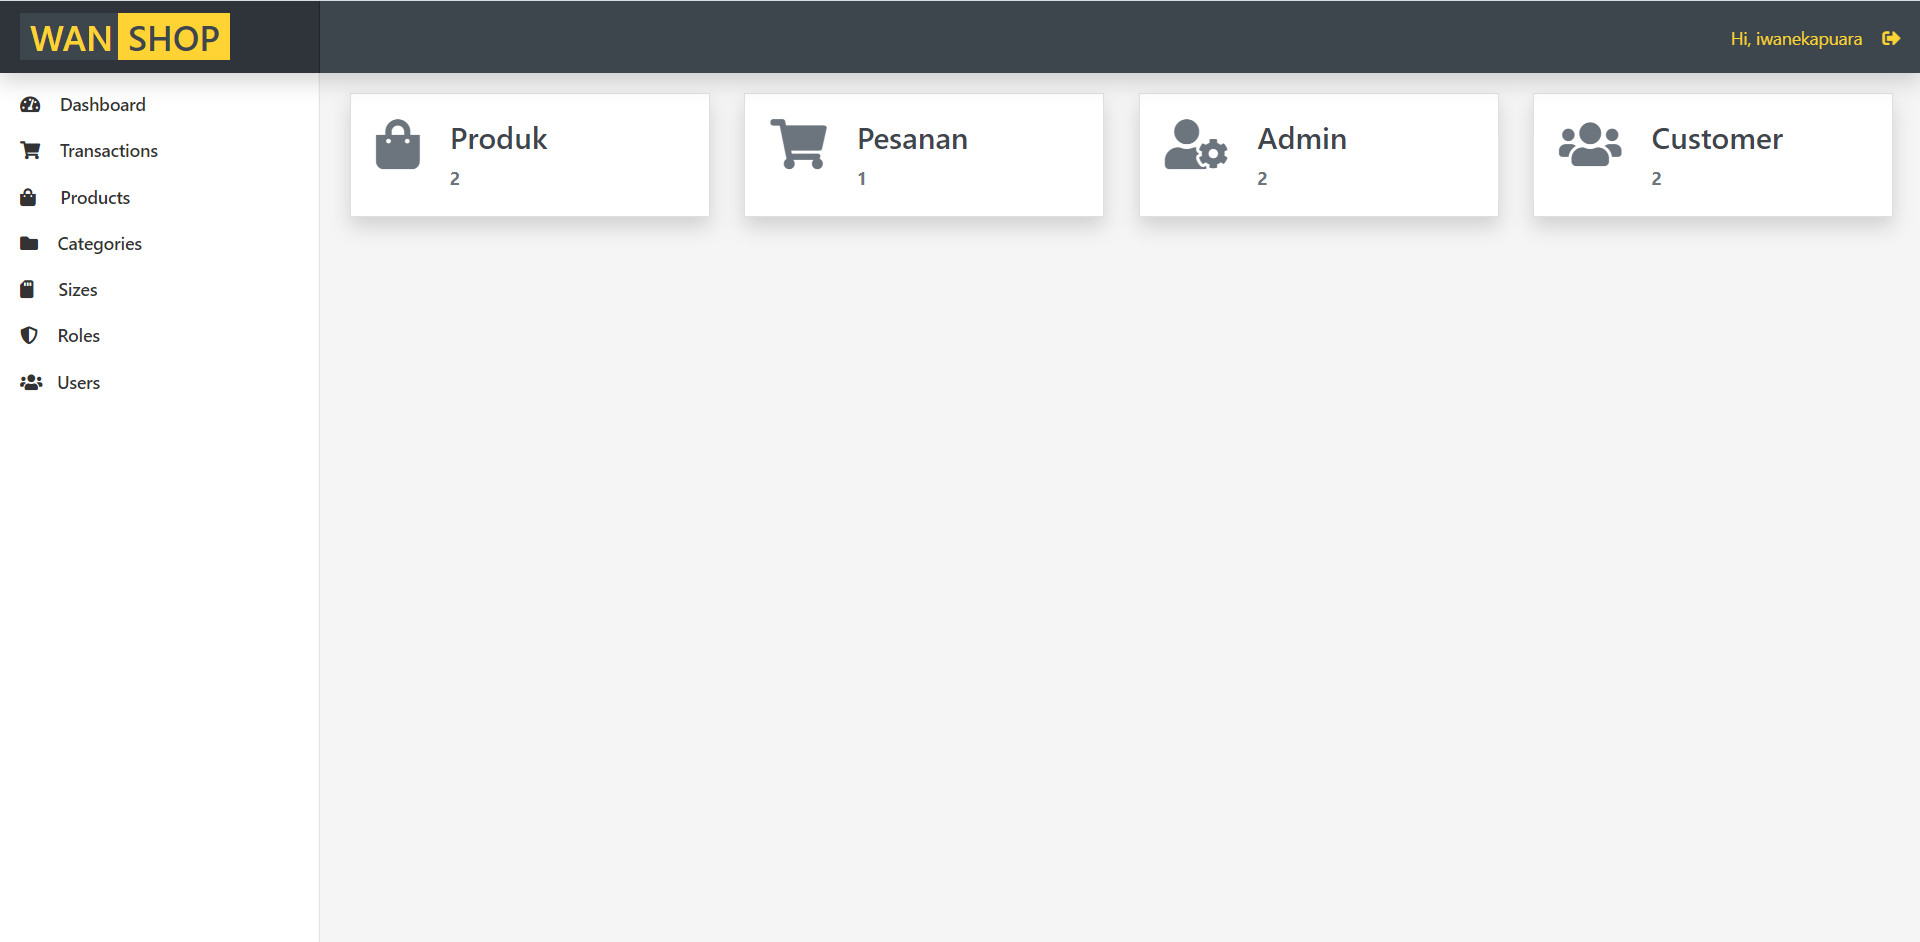 WAN SHOP
Hi, iwanekapuara
Dashboard
Transactions
Products
Categories
Sizes
Roles
Users
Produk
2
Pesanan
1
Admin
2
Customer
2